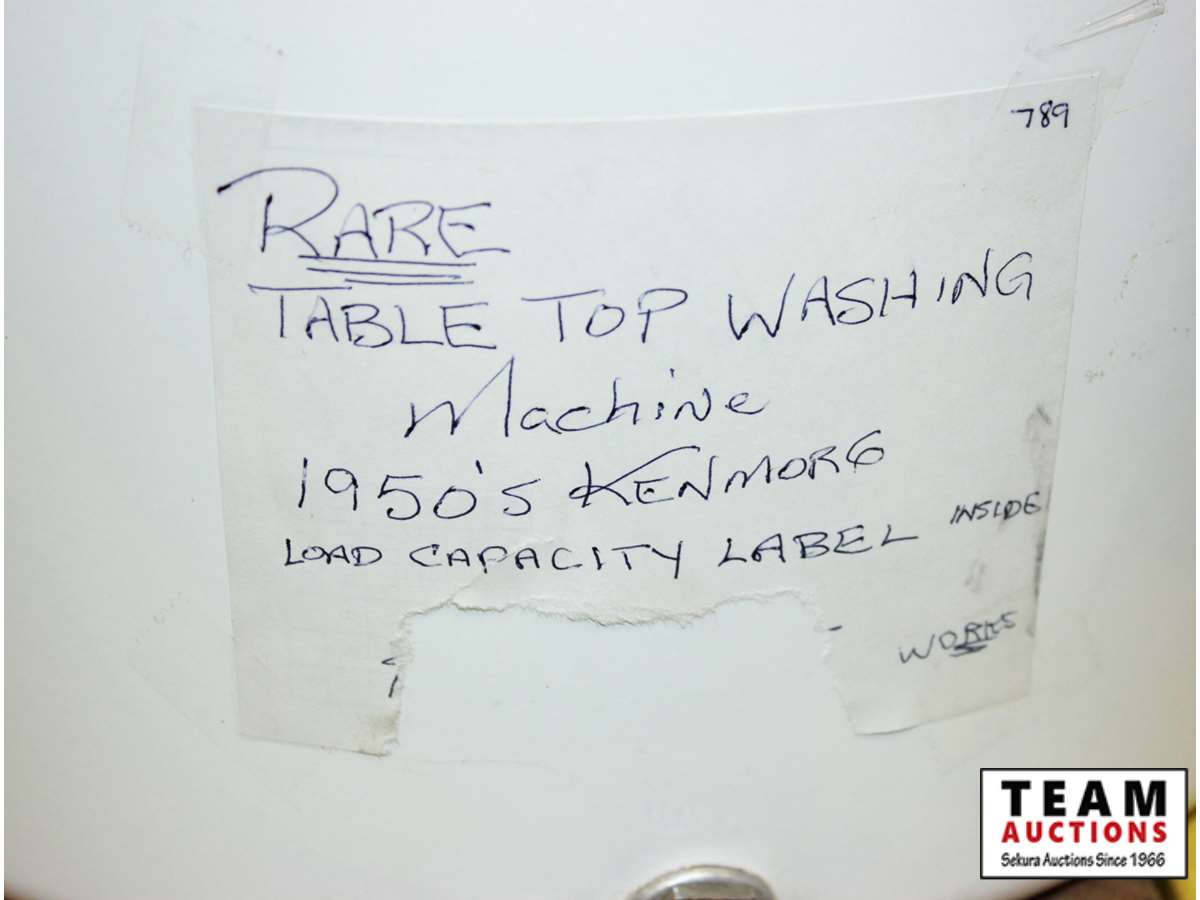 789
RARE
TABLE TOP WASHING
Machine
1950's KENMORE
LOAD CAPACITY LABEL INSIDE
WORKS
TEAM
AUCTIONS
Sekura Auctions Since 1966